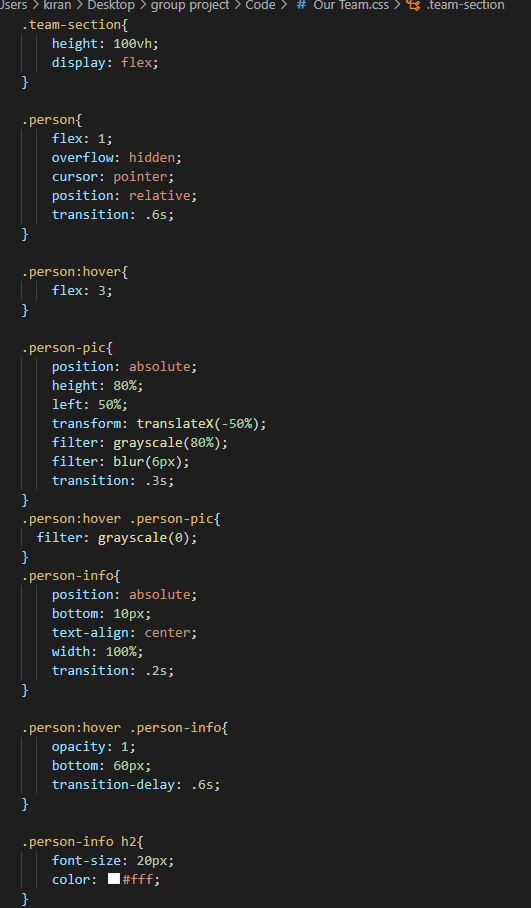 Users > kiran > Desktop > group project > Code > # Our Team.css > .team-section
.team-section{
height: 100vh;
display: flex;
}
.person{
flex: 1;
overflow: hidden;
cursor: pointer;
position: relative;
transition: .6s;
}
.person:hover{
flex: 3;
}
.person-pic{
position: absolute;
height: 80%;
left: 50%;
transform: translateX(-50%);
filter: grayscale(80%);
filter: blur(6px);
transition: .3s;
}
.person:hover .person-pic{
filter: grayscale(0);
}
.person-info{
position: absolute;
bottom: 10px;
text-align: center;
width: 100%;
transition: .2s;
}
.person:hover .person-info{
opacity: 1;
bottom: 60px;
transition-delay: .6s;
}
.person-info h2{
font-size: 20px;
color: #fff;
}